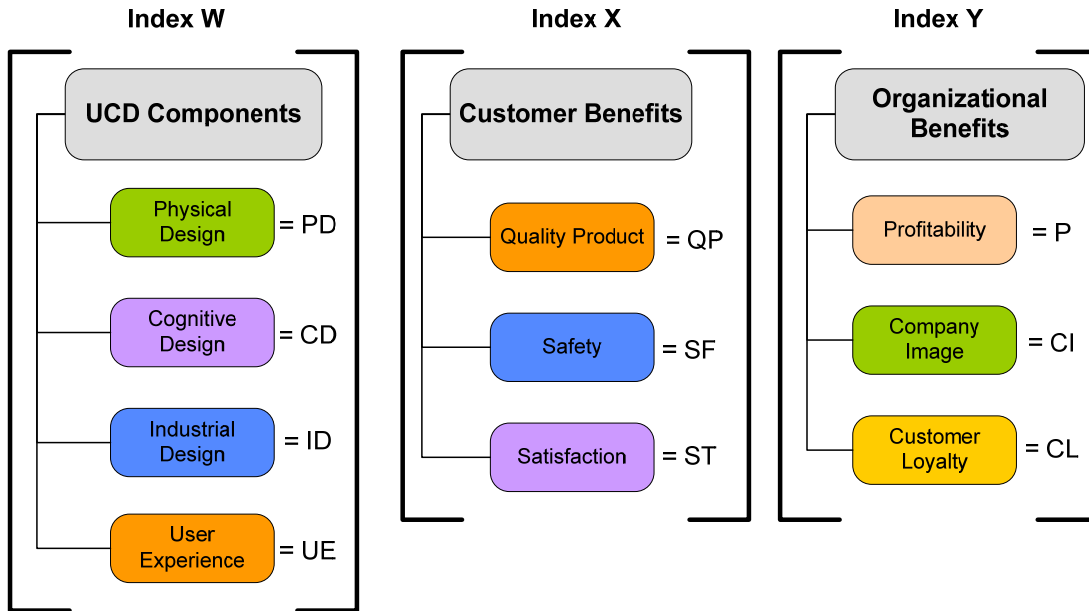 Index W
UCD Components
Physical
Design
= PD
Cognitive
Design
= CD
Industrial
Design
= ID
User
Experience
= UE
Index X
Customer Benefits
Quality Product
= QP
Safety
= SF
Satisfaction
= ST
Index Y
Organizational
Benefits
Profitability
= P
Company
Image
= CI
Customer
Loyalty
= CL